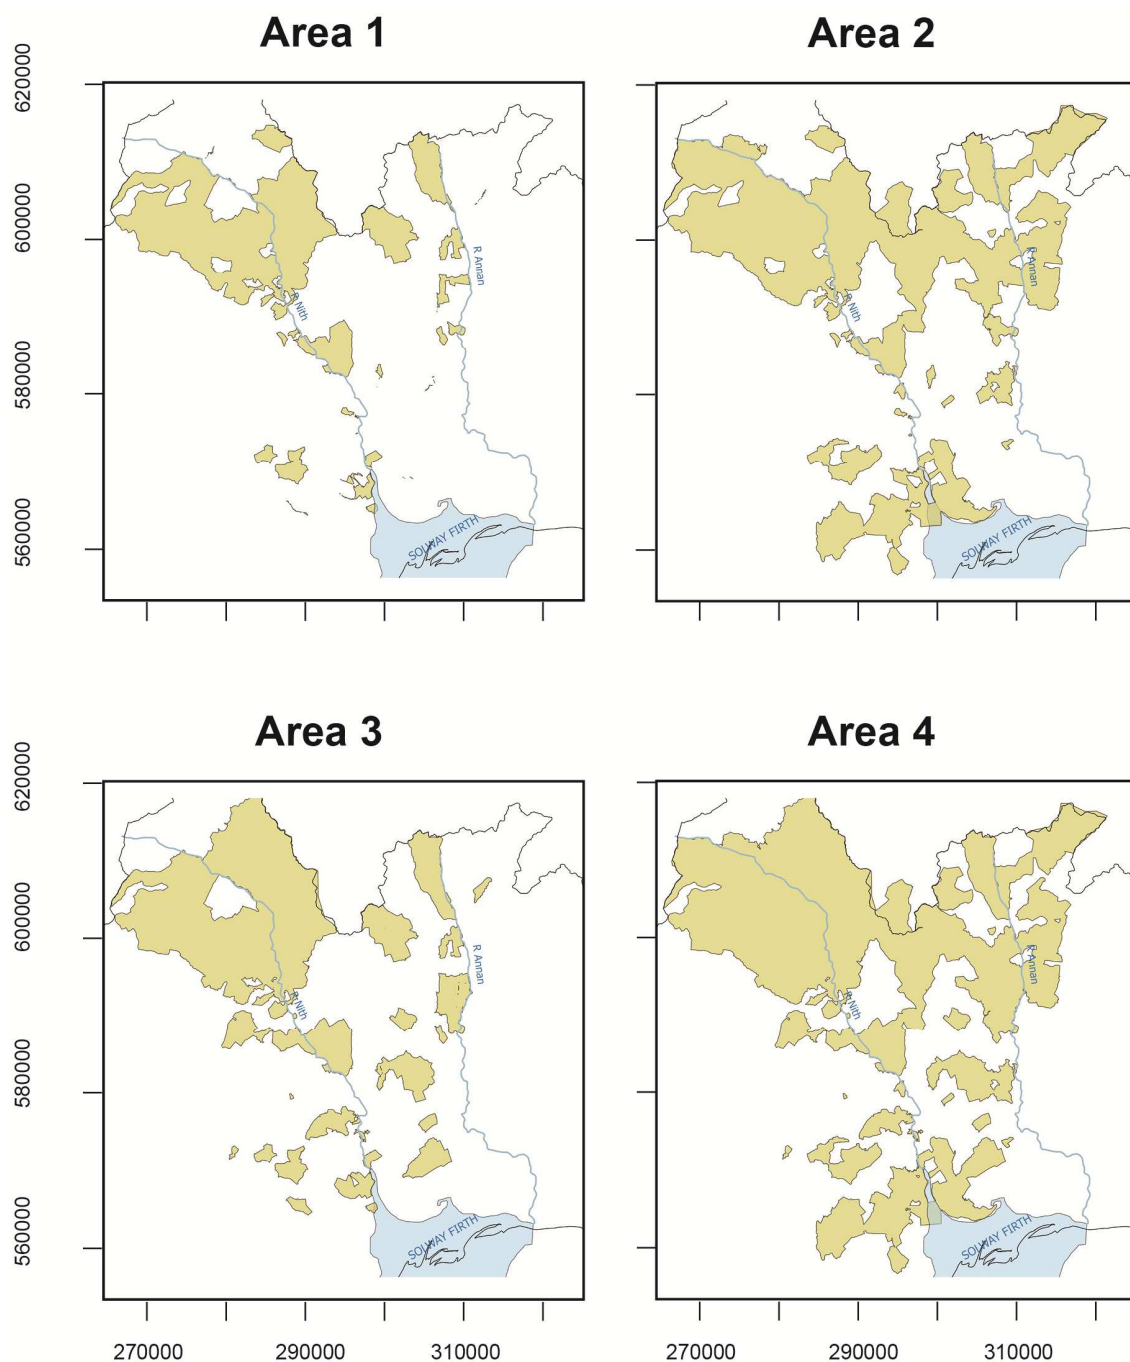 Area 1
Area 2
620000
600000
580000
560000
R Annan
R Nith
SOLWAY FIRTH
R Annan
R Nith
SOLWAY FIRTH
Area 3
Area 4
620000
600000
580000
560000
R Annan
R Nith
SOLWAY FIRTH
R Annan
R Nith
SOLWAY FIRTH
270000
290000
310000
270000
290000
310000